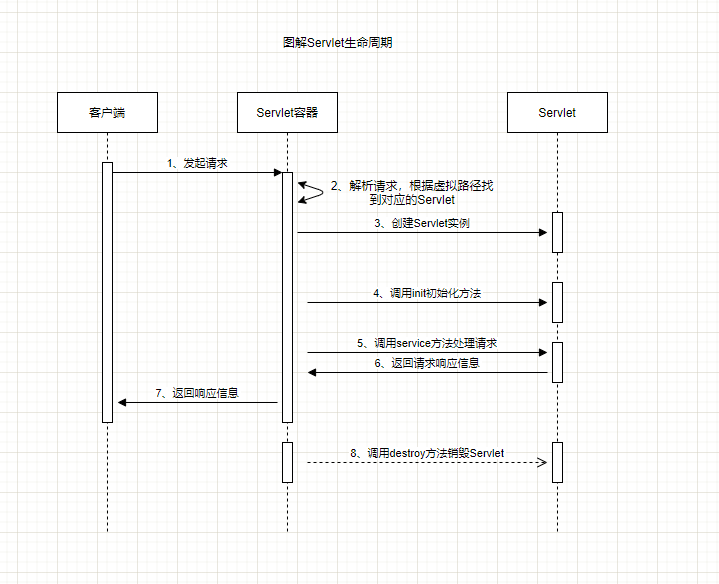 图解Servlet生命周期
客户端
Servlet容器
Servlet
1、发起请求
2、解析请求，根据虚拟路径找
到对应的Servlet
3、创建Servlet实例
4、调用init初始化方法
5、调用service方法处理请求
6、返回请求响应信息
7、返回响应信息
8、调用destroy方法销毁Servlet